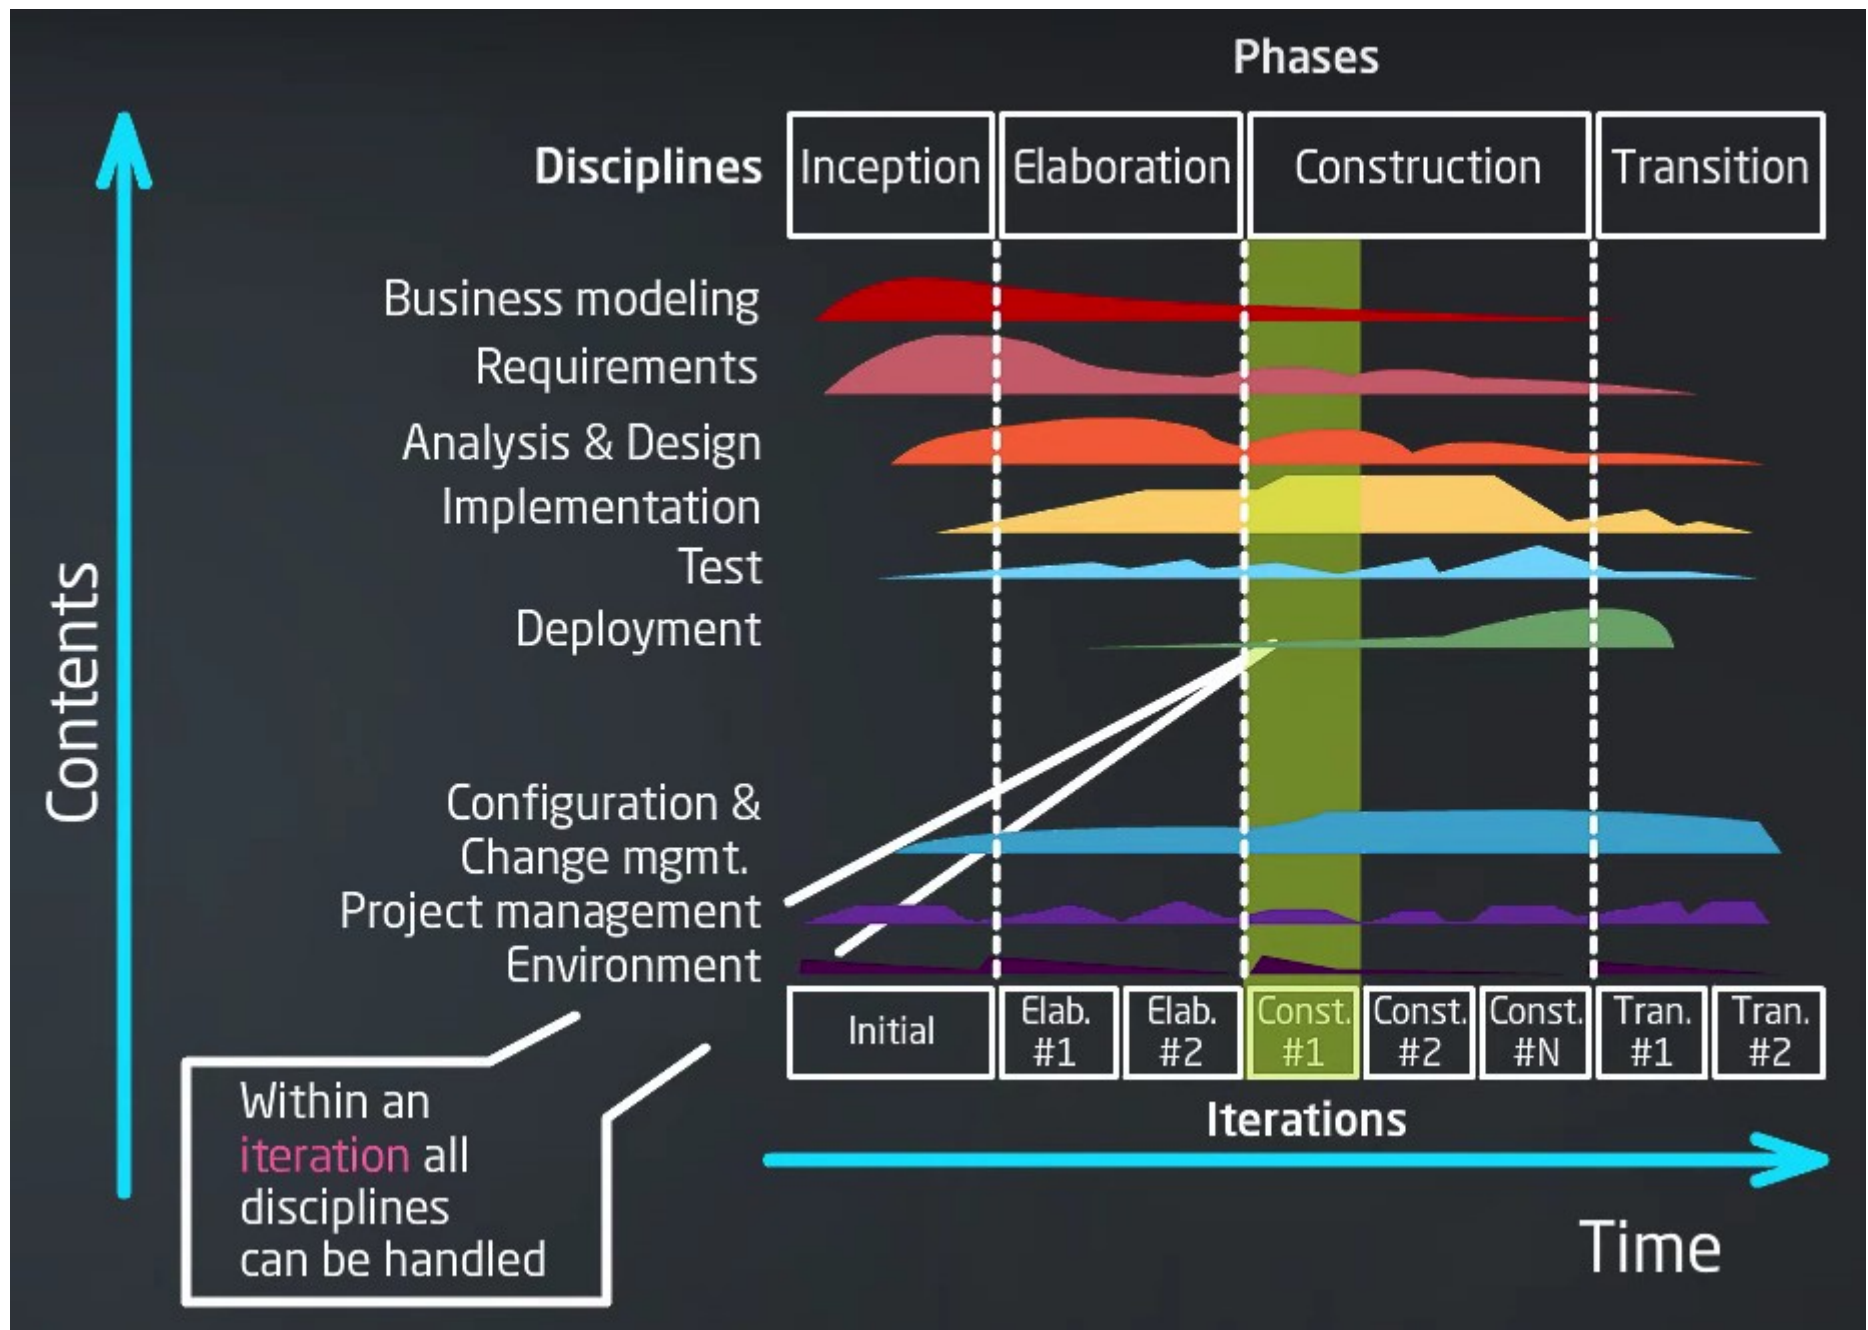 Phases
Disciplines
Inception
Elaboration
Construction
Transition
Business modeling
Requirements
Analysis & Design
Implementation
Test
Deployment
Configuration &
Change mgmt.
Project management
Environment
Contents
Initial
Elab.
#1
Elab.
#2
Const.
#1
Const.
#2
Const.
#N
Tran.
#1
Tran.
#2
Iterations
Time
Within an
iteration all
disciplines
can be handled